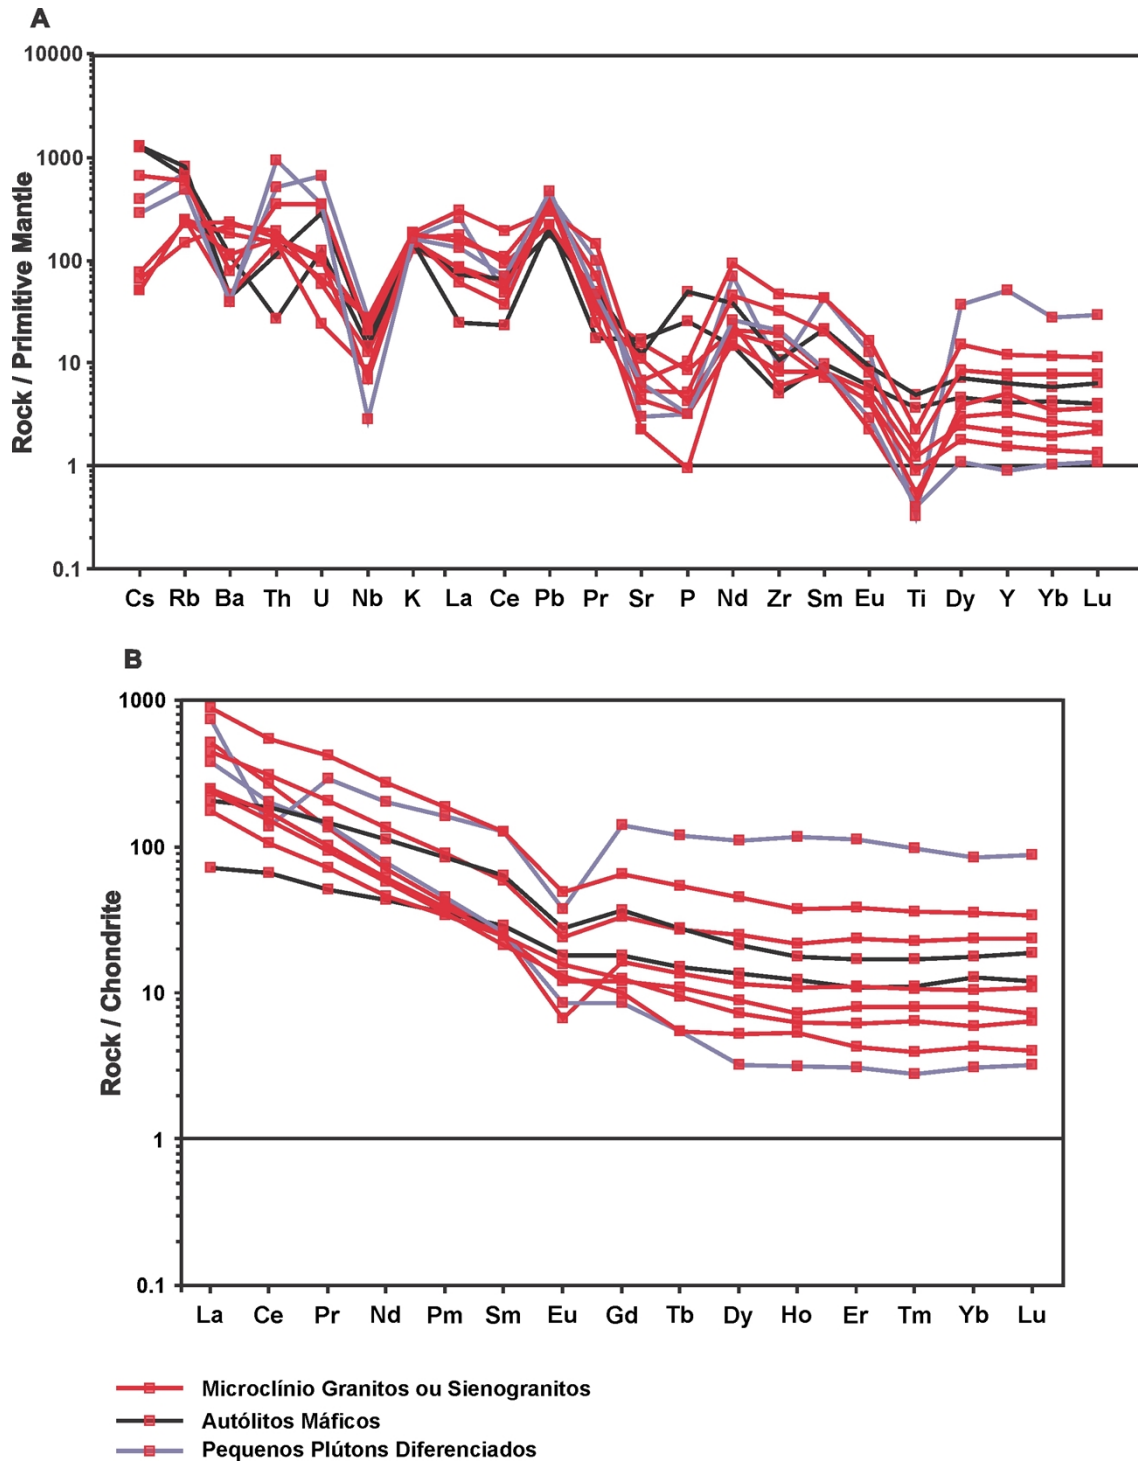 A
10000
1000
100
10
1
0.1
Rock / Primitive Mantle
Cs Rb Ba Th U Nb K La Ce Pb Pr Sr P Nd Zr Sm Eu Ti Dy Y Yb Lu
B
1000
100
10
1
0.1
Rock / Chondrite
La Ce Pr Nd Pm Sm Eu Gd Tb Dy Ho Er Tm Yb Lu
Microclínio Granitos ou Sienogranitos
Autólitos Máficos
Pequenos Plútons Diferenciados